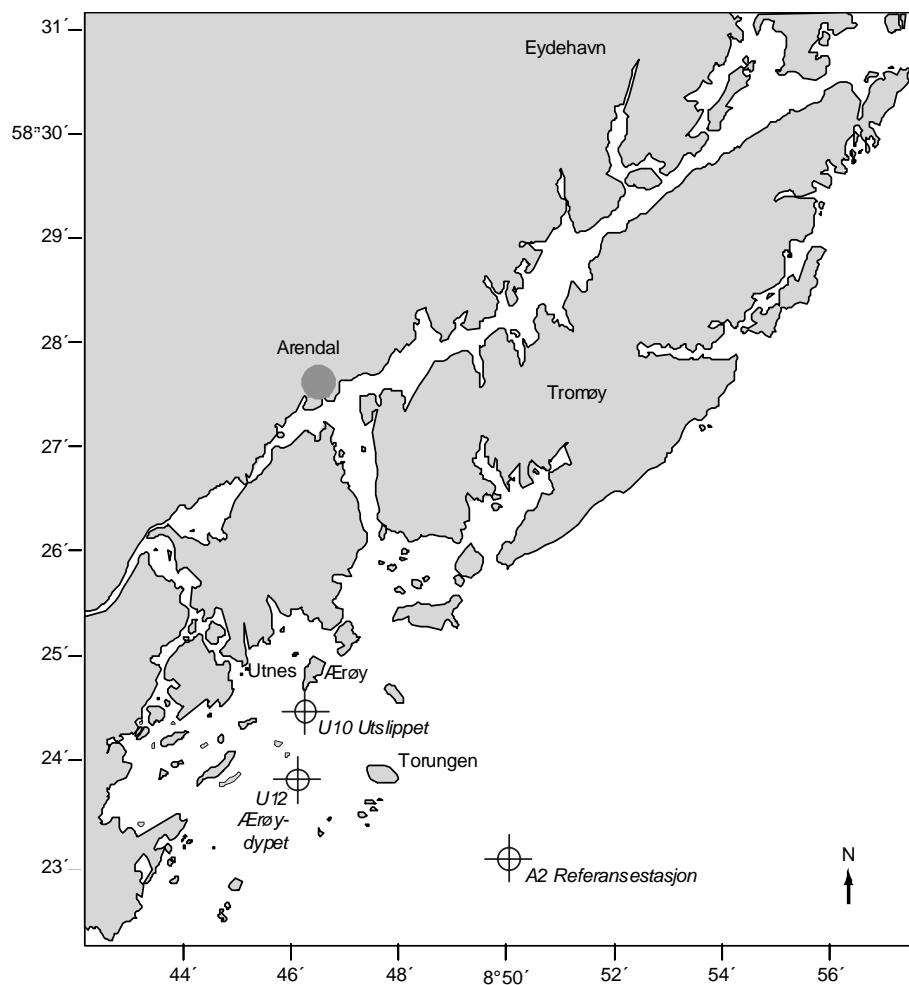 31´
Eydehavn
58°30´
29´
28´
Arendal
Tromøy
27´
26´
25´
Utnes
Ærøy
U10 Utslippet
24´
Torungen
U12
Ærøy-
dypet
23´
A2 Referansestasjon
N
44´
46´
48´
8°50´
52´
54´
56´